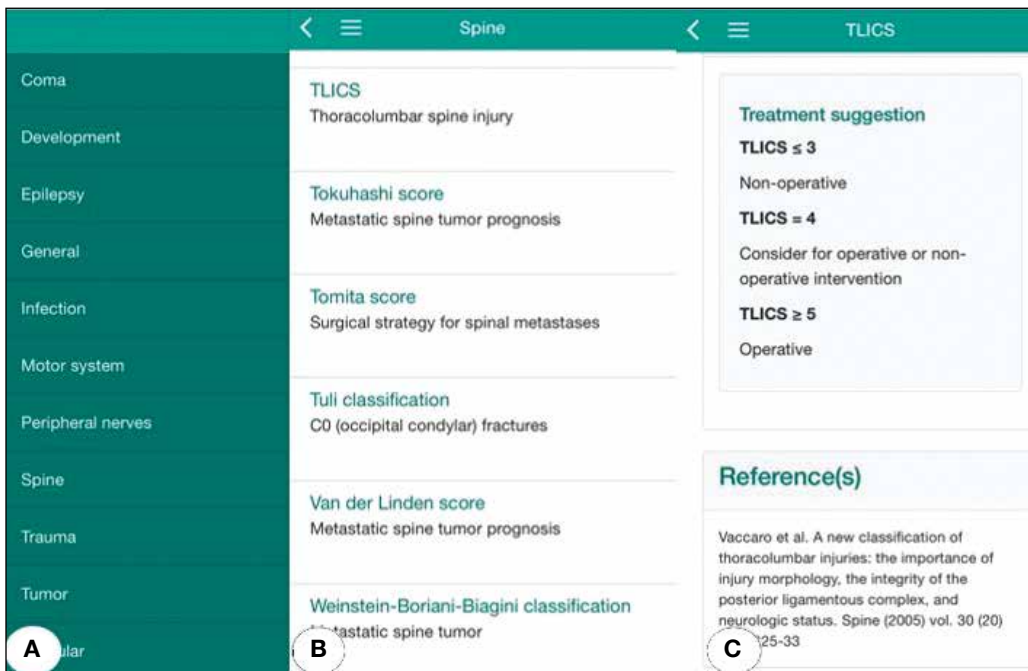 Coma
Development
Epilepsy
General
Infection
Motor system
Peripheral nerves
Spine
Trauma
Tumor
A
Spine
TLICS
Thoracolumbar spine injury
Tokuhashi score
Metastatic spine tumor prognosis
Tomita score
Surgical strategy for spinal metastases
Tuli classification
C0 (occipital condylar) fractures
Van der Linden score
Metastatic spine tumor prognosis
Weinstein-Boriani-Biagini classification
spine tumor
B
TLICS
Treatment suggestion
TLICS ≤ 3
Non-operative
TLICS = 4
Consider for operative or non-
operative intervention
TLICS ≥ 5
Operative
Reference(s)
Vaccaro et al. A new classification of
thoracolumbar injuries: the importance of
injury morphology, the integrity of the
posterior ligamentous complex, and
neurologic status. Spine (2005) vol. 30 (20)
25-33
C